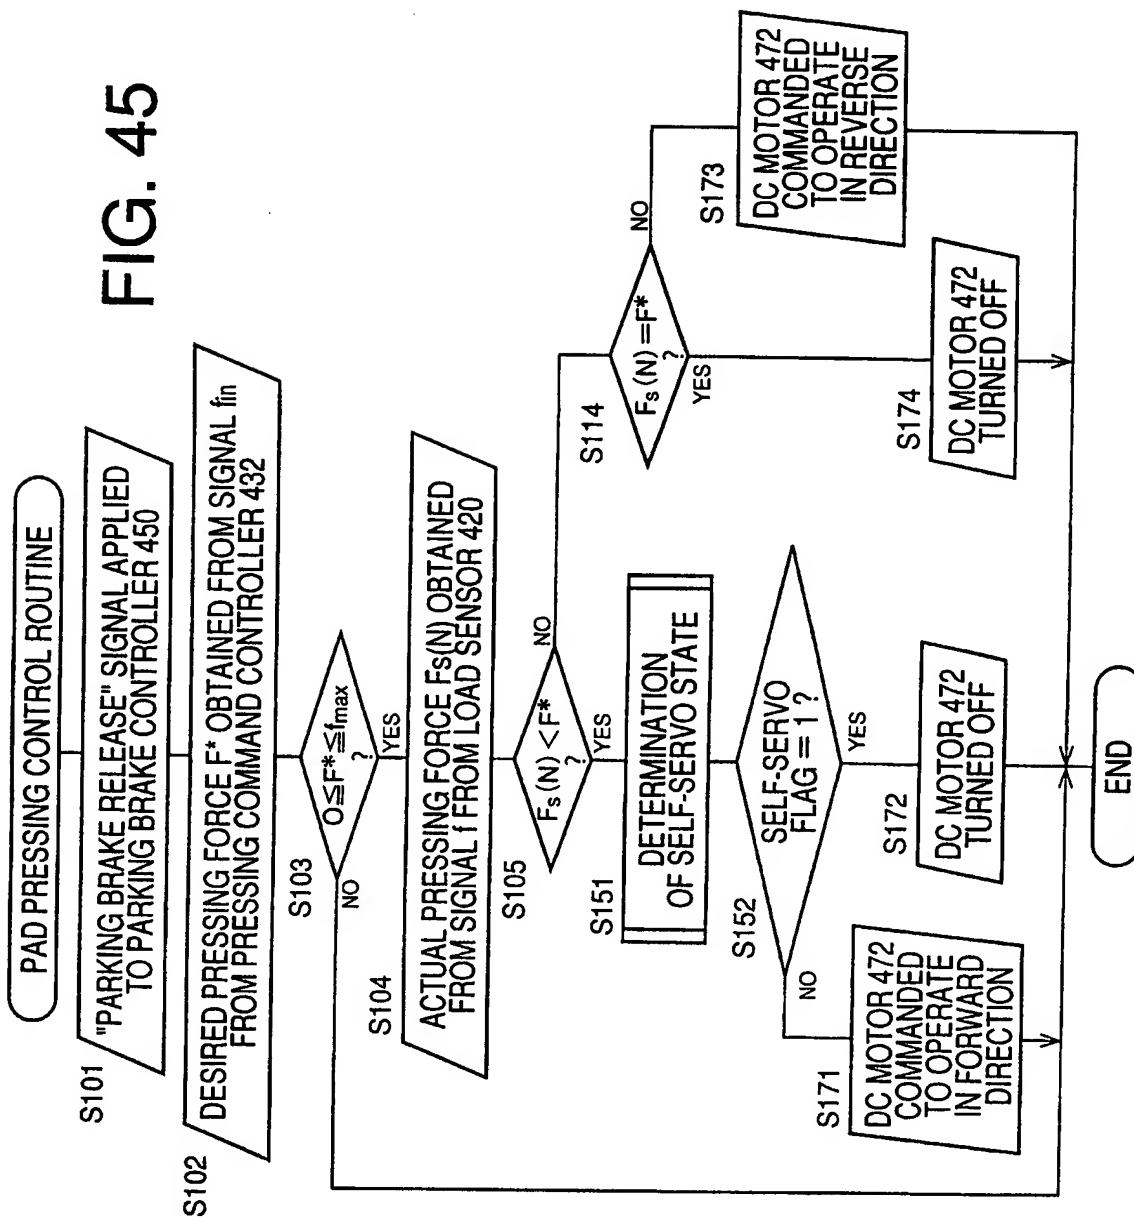 FIG. 45
PAD PRESSING CONTROL ROUTINE
S101
"PARKING BRAKE RELEASE" SIGNAL APPLIED
TO PARKING BRAKE CONTROLLER 450
S102
DESIRED PRESSING FORCE F* OBTAINED FROM SIGNAL fin
FROM PRESSING COMMAND CONTROLLER 432
S103
O≦F*≦fmax
?
NO
YES
S104
ACTUAL PRESSING FORCE Fs(N) OBTAINED
FROM SIGNAL f FROM LOAD SENSOR 420
S105
Fs(N)<F*
?
NO
YES
S114
Fs(N)=F*
?
NO
YES
S151
DETERMINATION
OF SELF-SERVO STATE
S152
SELF-SERVO
FLAG=1 ?
NO
YES
S171
DC MOTOR 472
COMMANDED
TO OPERATE
IN FORWARD
DIRECTION
S172
DC MOTOR 472
TURNED OFF
S174
DC MOTOR 472
TURNED OFF
S173
DC MOTOR 472
COMMANDED
TO OPERATE
IN REVERSE
DIRECTION
END